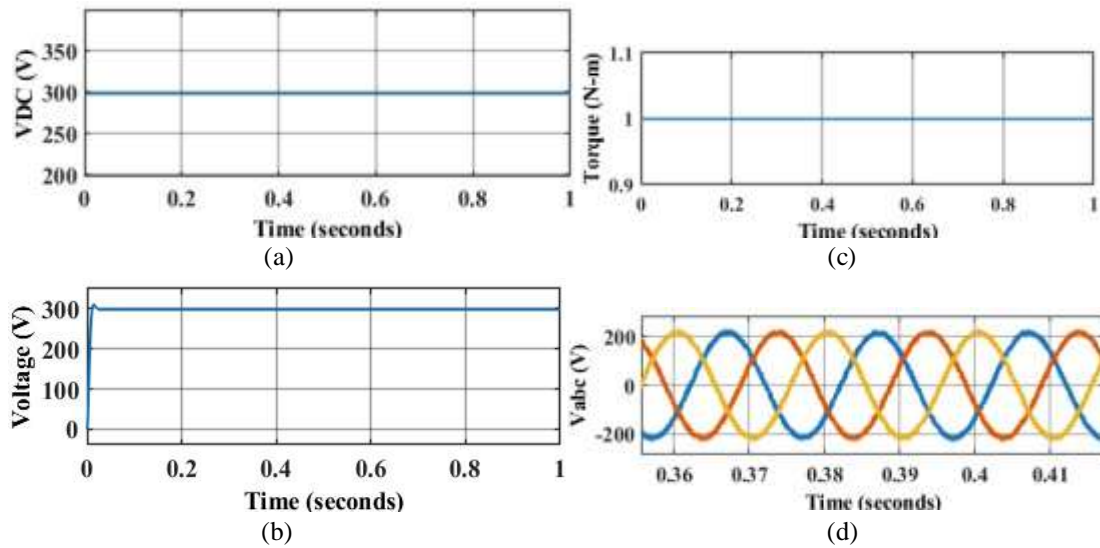 VDC (V)
350
300
250
200
0 0.2 0.4 0.6 0.8 1
Time (seconds)
(a)
Torque (N-m)
1.1
1
0.9
0 0.2 0.4 0.6 0.8 1
Time (seconds)
(c)
Voltage (V)
300
200
100
0
0 0.2 0.4 0.6 0.8 1
Time (seconds)
(b)
Vabc (V)
200
0
-200
0.36 0.37 0.38 0.39 0.4 0.41
Time (seconds)
(d)